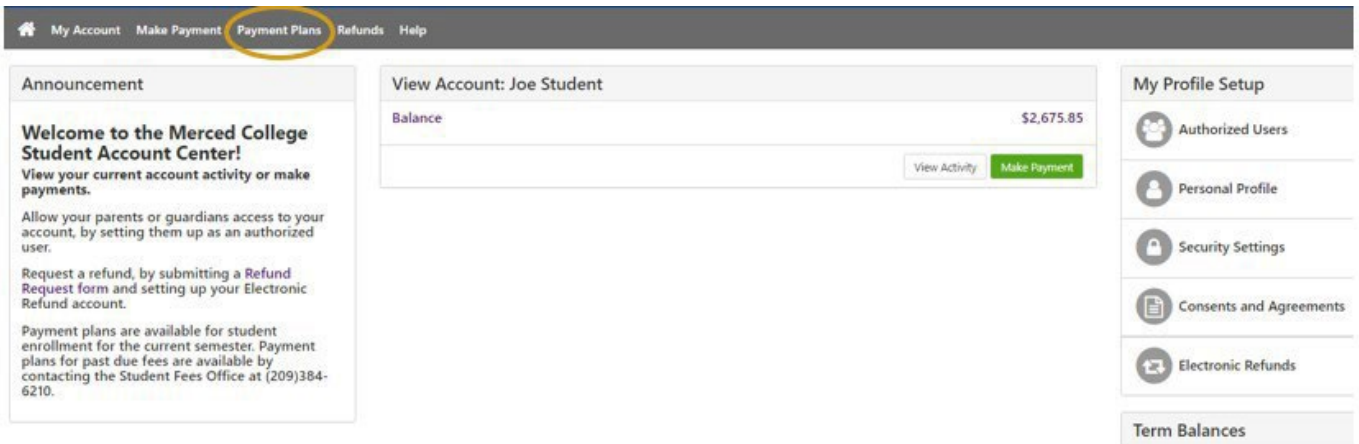 My Account Make Payment Payment Plans Refunds Help
Announcement
Welcome to the Merced College
Student Account Center!
View your current account activity or make
payments.
Allow your parents or guardians access to your
account, by setting them up as an authorized
user.
Request a refund, by submitting a Refund
Request form and setting up your Electronic
Refund account.
Payment plans are available for student
enrollment for the current semester. Payment
plans for past due fees are available by
contacting the Student Fees Office at (209)384-
6210.
View Account: Joe Student
Balance $2,675.85
View Activity Make Payment
My Profile Setup
Authorized Users
Personal Profile
Security Settings
Consents and Agreements
Electronic Refunds
Term Balances